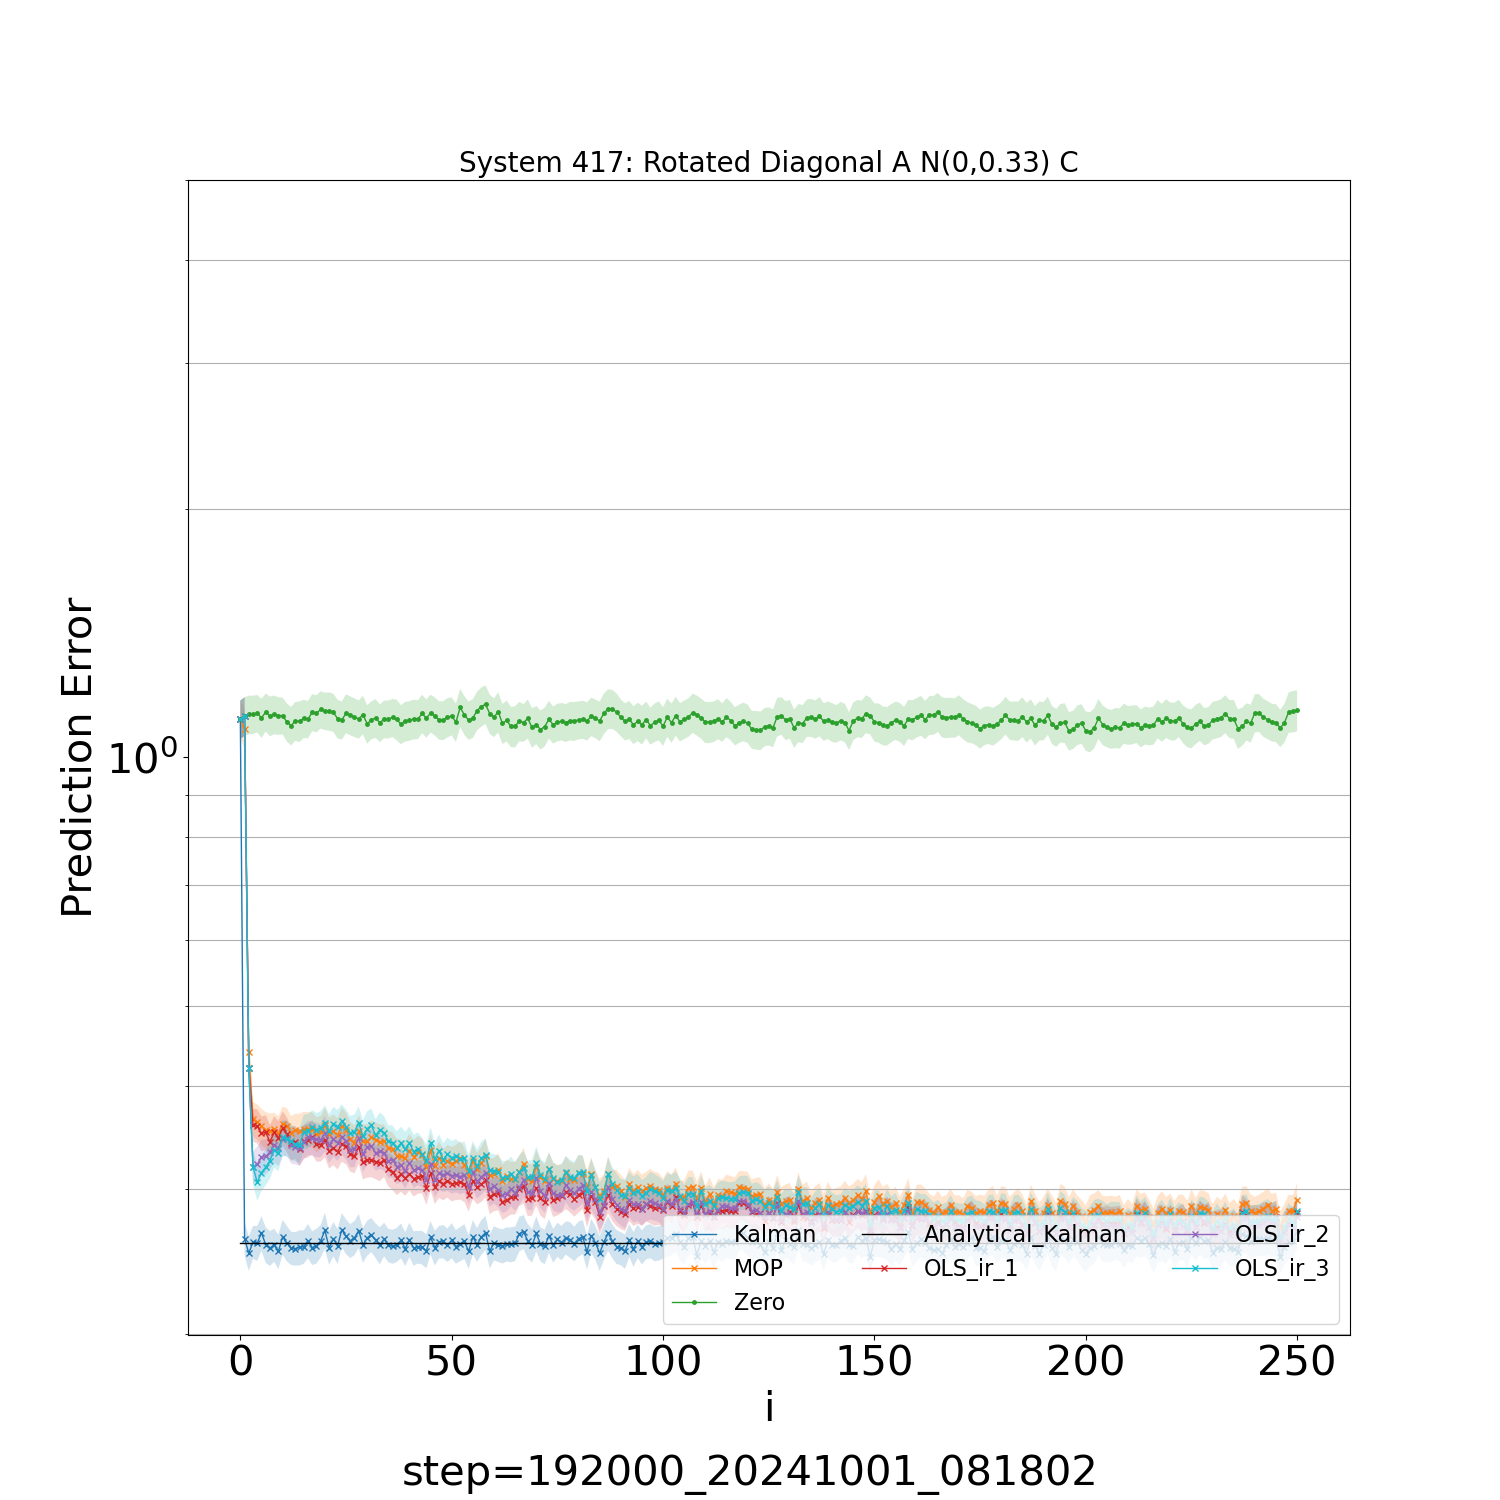 System 417: Rotated Diagonal A N(0,0.33) C
Prediction Error
10⁰
Kalman
MOP
Zero
Analytical_Kalman
OLS_ir_1
OLS_ir_2
OLS_ir_3
0 50 100 150 200 250
i
step=192000_20241001_081802